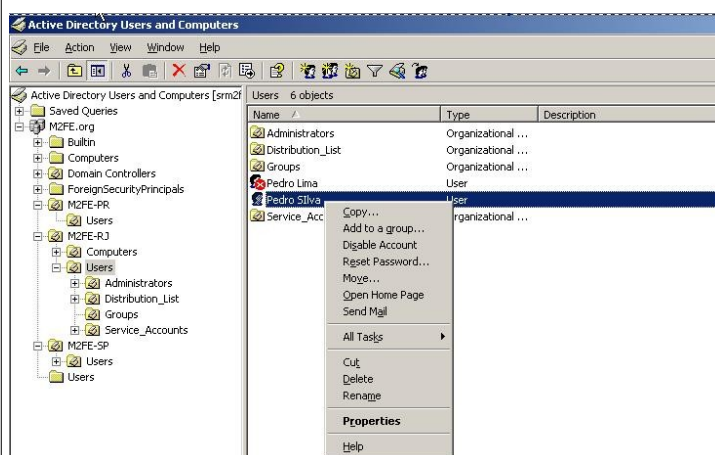 Active Directory Users and Computers
File Action View Window Help
Active Directory Users and Computers [srm2f
Saved Queries
M2FE.org
Builtin
Computers
Domain Controllers
ForeignSecurityPrincipals
M2FE-PR
Users
M2FE-RJ
Computers
Users
Administrators
Distribution_List
Groups
Service_Accounts
M2FE-SP
Users
Users
Users 6 objects
Name Type Description
Administrators Organizational ...
Distribution_List Organizational ...
Groups Organizational ...
Pedro Lima User
Pedro SIlva User
Service_Acc rganizational ...
Copy...
Add to a group...
Disable Account
Reset Password...
Move...
Open Home Page
Send Mail
All Tasks
Cut
Delete
Rename
Properties
Help